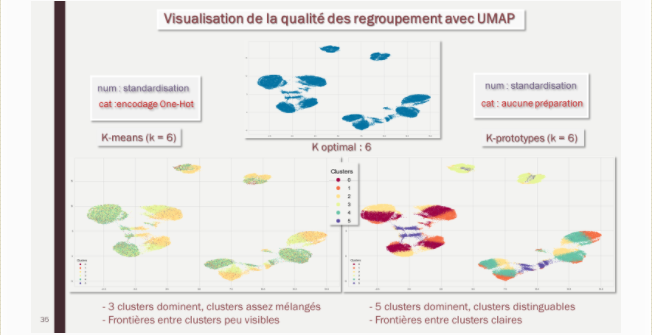 Visualisation de la qualité des regroupement avec UMAP
num : standardisation
cat :encodage One-Hot
num : standardisation
cat : aucune préparation
K-means (k = 6)
K optimal : 6
K-prototypes (k = 6)
Clusters
0
1
2
3
4
5
- 3 clusters dominent, clusters assez mélangés
- Frontières entre clusters peu visibles
- 5 clusters dominent, clusters distinguables
- Frontières entre clusters claires
35